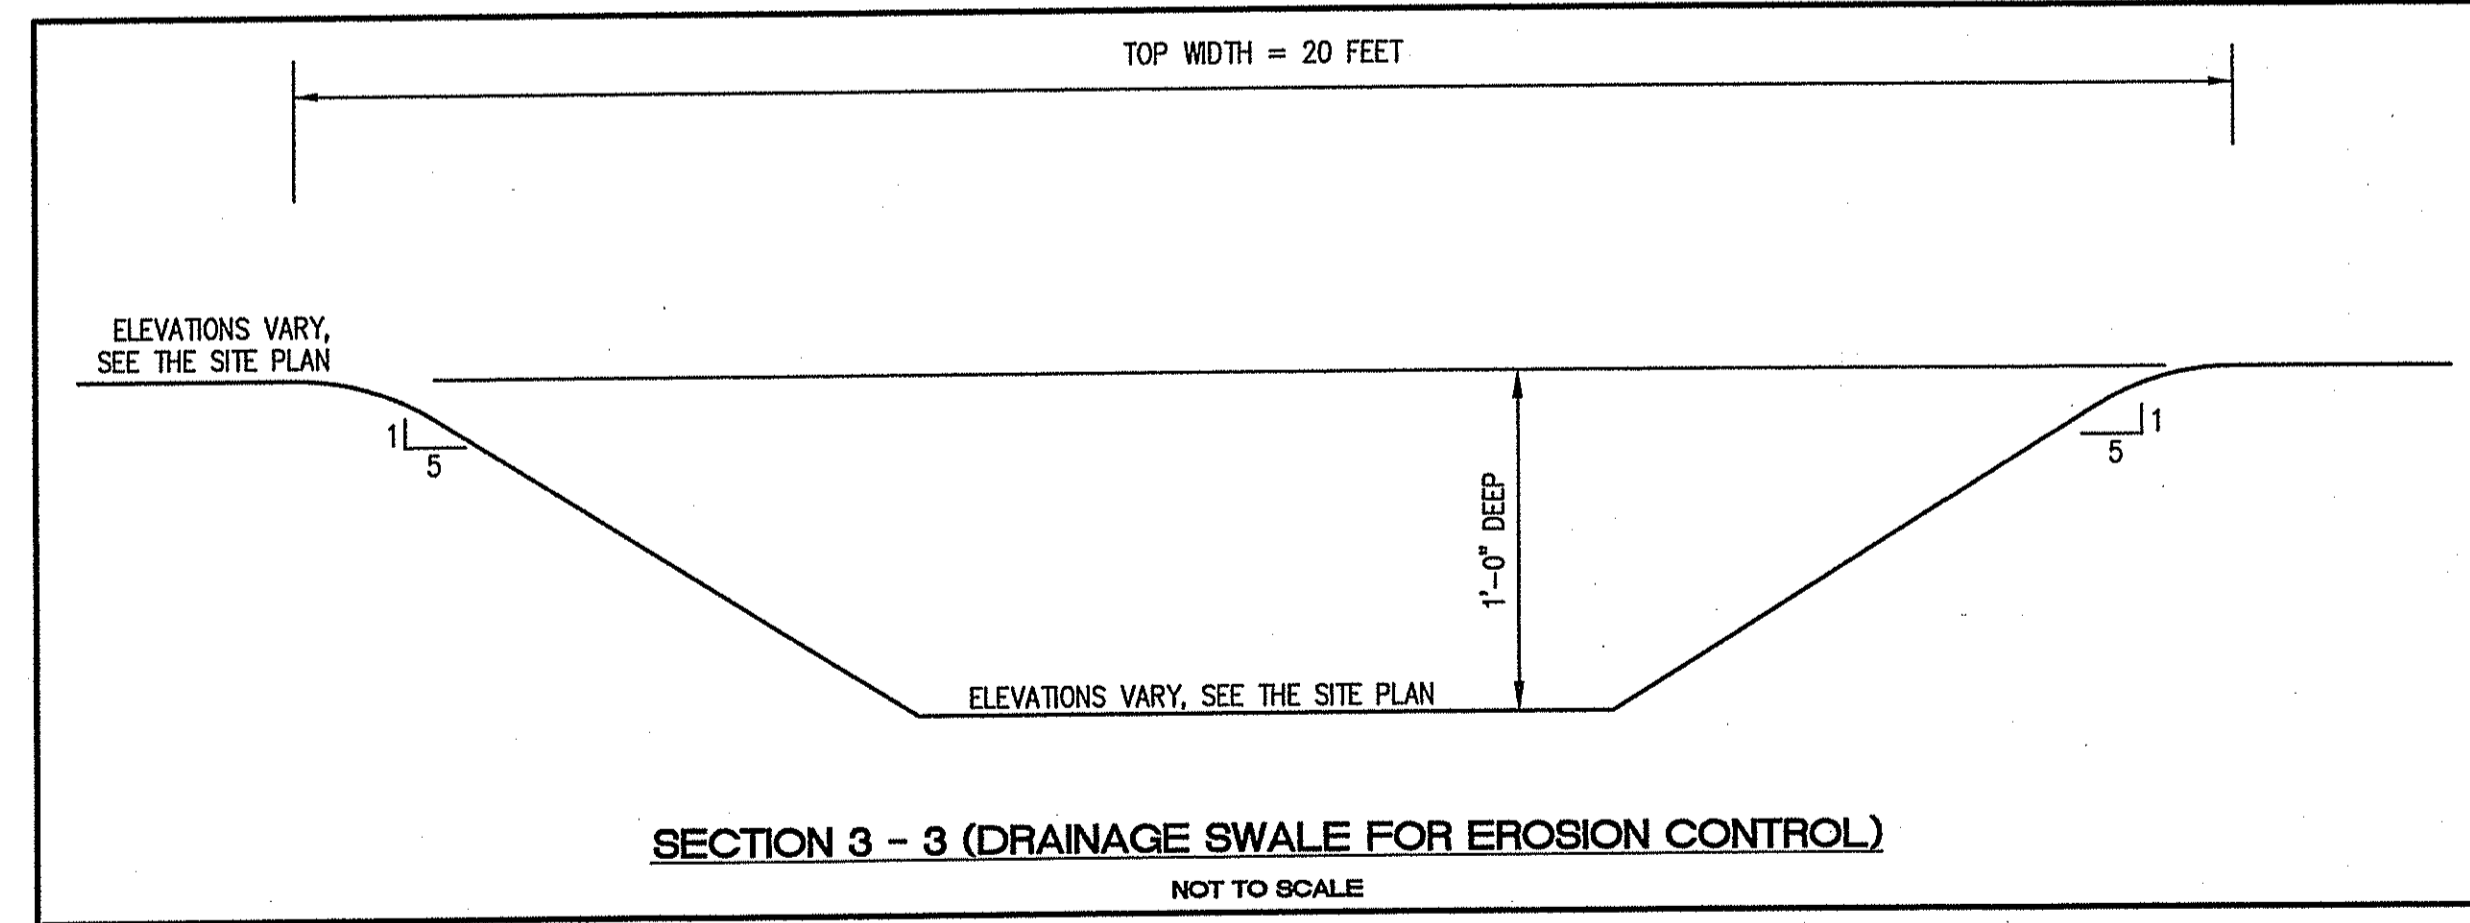 TOP WIDTH = 20 FEET
ELEVATIONS VARY,
SEE THE SITE PLAN
1
5
1
5
1'-0" DEEP
ELEVATIONS VARY, SEE THE SITE PLAN
SECTION 3 - 3 (DRAINAGE SWALE FOR EROSION CONTROL)
NOT TO SCALE